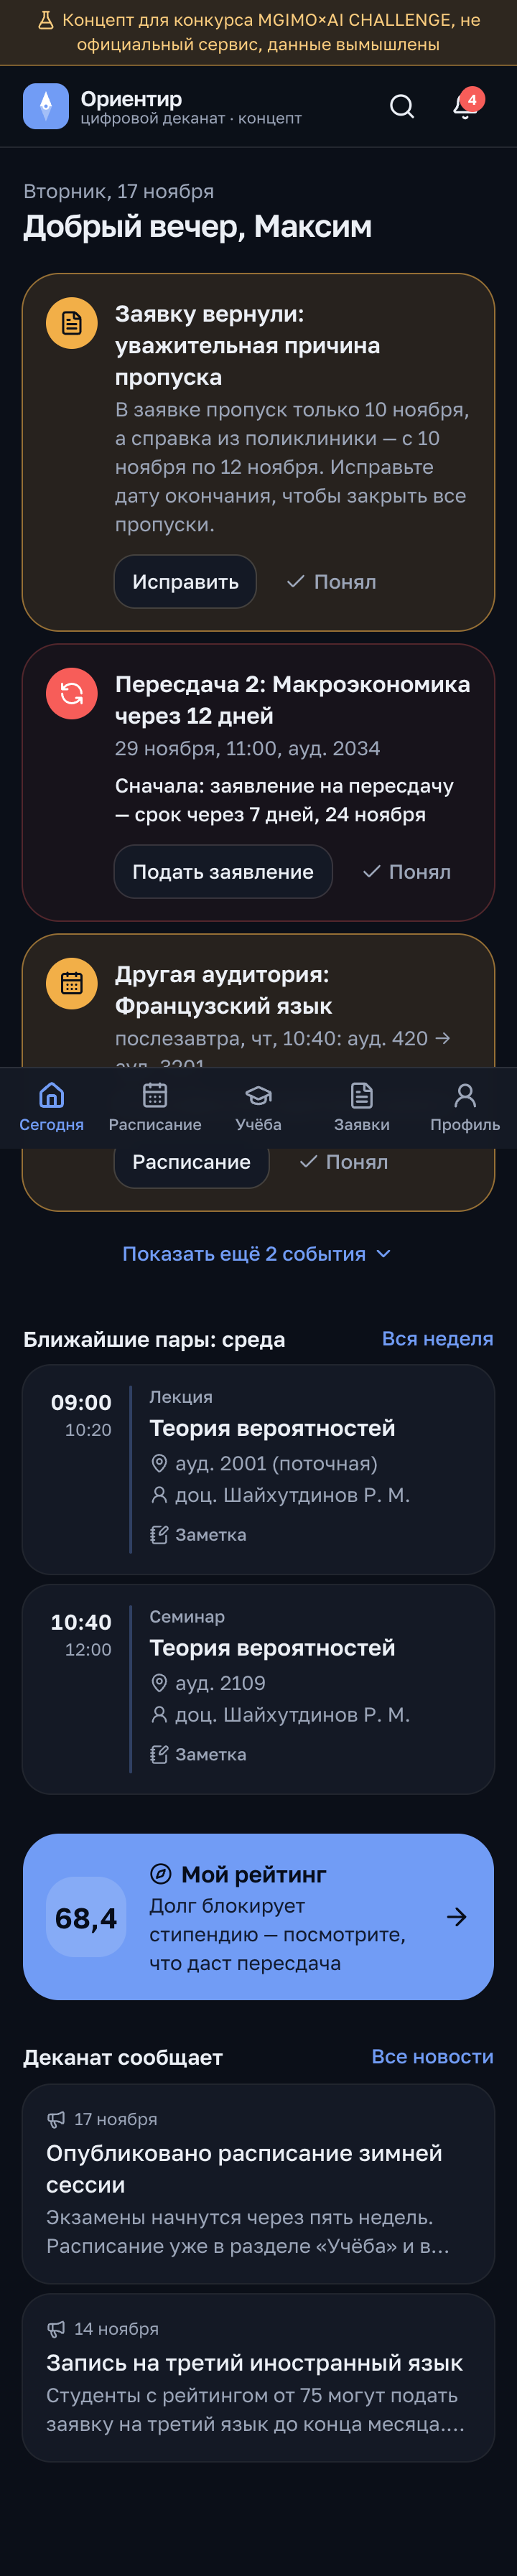 Концепт для конкурса MGIMO×AI CHALLENGE, не
официальный сервис, данные вымышлены
Ориентир
цифровой деканат · концепт
4
Вторник, 17 ноября
Добрый вечер, Максим
Заявку вернули:
уважительная причина
пропуска
В заявке пропуск только 10 ноября,
а справка из поликлиники — с 10
ноября по 12 ноября. Исправьте
дату окончания, чтобы закрыть все
пропуски.
Исправить
Понял
Пересдача 2: Макроэкономика
через 12 дней
29 ноября, 11:00, ауд. 2034
Сначала: заявление на пересдачу
— срок через 7 дней, 24 ноября
Подать заявление
Понял
Другая аудитория:
Французский язык
послезавтра, чт, 10:40: ауд. 420 →
ауд. 3201
Сегодня
Расписание
Учёба
Заявки
Профиль
Расписание
Понял
Показать ещё 2 события
Ближайшие пары: среда
Вся неделя
09:00
10:20
Лекция
Теория вероятностей
ауд. 2001 (поточная)
доц. Шайхутдинов Р. М.
Заметка
10:40
12:00
Семинар
Теория вероятностей
ауд. 2109
доц. Шайхутдинов Р. М.
Заметка
68,4
Мой рейтинг
Долг блокирует
стипендию — посмотрите,
что даст пересдача
Деканат сообщает
Все новости
17 ноября
Опубликовано расписание зимней
сессии
Экзамены начнутся через пять недель.
Расписание уже в разделе «Учёба» и в...
14 ноября
Запись на третий иностранный язык
Студенты с рейтингом от 75 могут подать
заявку на третий язык до конца месяца....